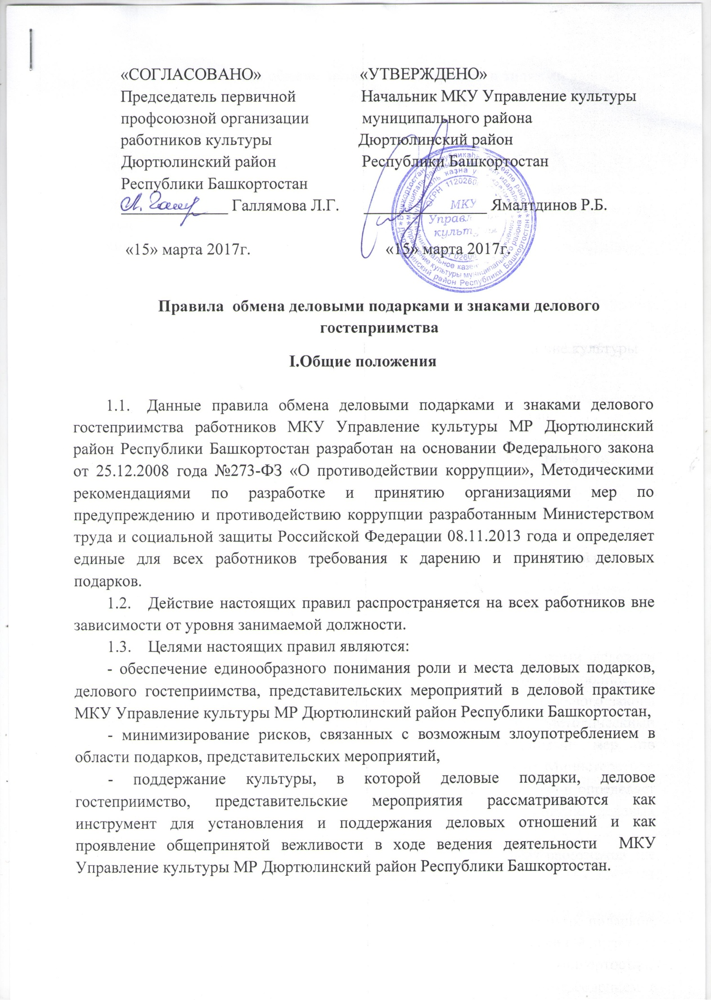 «СОГЛАСОВАНО» «УТВЕРЖДЕНО»
Председатель первичной Начальник МКУ Управление культуры
профсоюзной организации муниципального района
работников культуры Дюртюлинский район
Дюртюлинский район Республики Башкортостан
Республики Башкортостан
Галлямова Л.Г. Ямалтдинов Р.Б.
МКУ
«15» марта 2017г. «15» марта 2017г.
Правила обмена деловыми подарками и знаками делового
гостеприимства
I.Общие положения
1.1. Данные правила обмена деловыми подарками и знаками делового
гостеприимства работников МКУ Управление культуры МР Дюртюлинский
район Республики Башкортостан разработан на основании Федерального закона
от 25.12.2008 года №273-ФЗ «О противодействии коррупции», Методическими
рекомендациями по разработке и принятию организациями мер по
предупреждению и противодействию коррупции разработанным Министерством
труда и социальной защиты Российской Федерации 08.11.2013 года и определяет
единые для всех работников требования к дарению и принятию деловых
подарков.
1.2. Действие настоящих правил распространяется на всех работников вне
зависимости от уровня занимаемой должности.
1.3. Целями настоящих правил являются:
- обеспечение единообразного понимания роли и места деловых подарков,
делового гостеприимства, представительских мероприятий в деловой практике
МКУ Управление культуры МР Дюртюлинский район Республики Башкортостан,
- минимизирование рисков, связанных с возможным злоупотреблением в
области подарков, представительских мероприятий,
- поддержание культуры, в которой деловые подарки, деловое
гостеприимство, представительские мероприятия рассматриваются как
инструмент для установления и поддержания деловых отношений и как
проявление общепринятой вежливости в ходе ведения деятельности МКУ
Управление культуры МР Дюртюлинский район Республики Башкортостан.